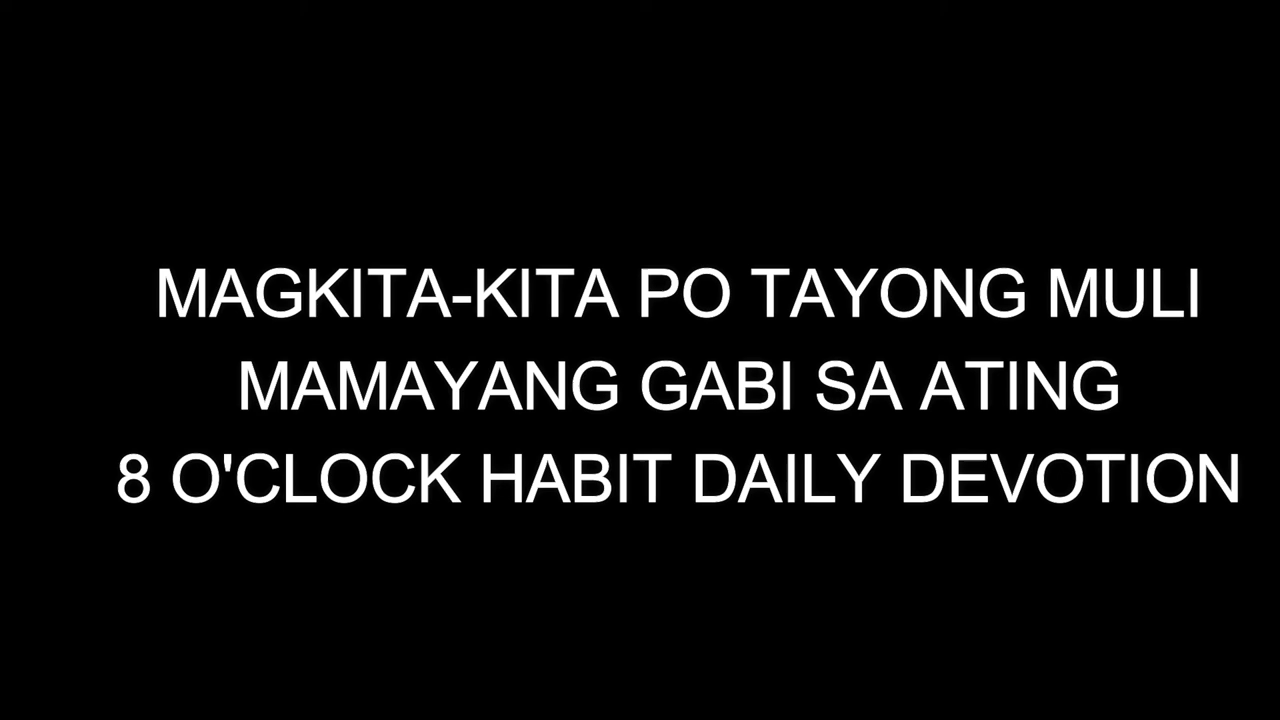 MAGKITA-KITA PO TAYONG MULI
MAMAYANG GABI SA ATING
8 O'CLOCK HABIT DAILY DEVOTION